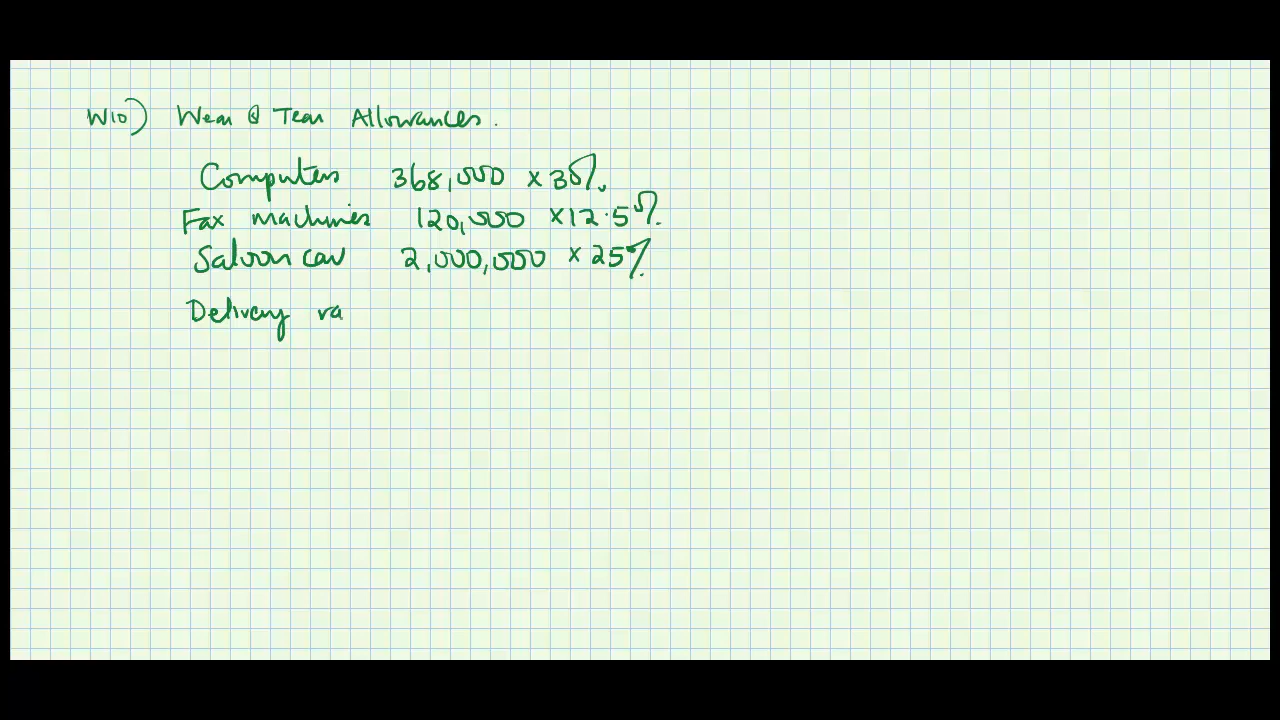 W10) Wear & Tear Allowances.
Computers 368,000 × 30%
Fax machines 120,000 × 12.5%
Saloon car 2,000,000 × 25%
Delivery va